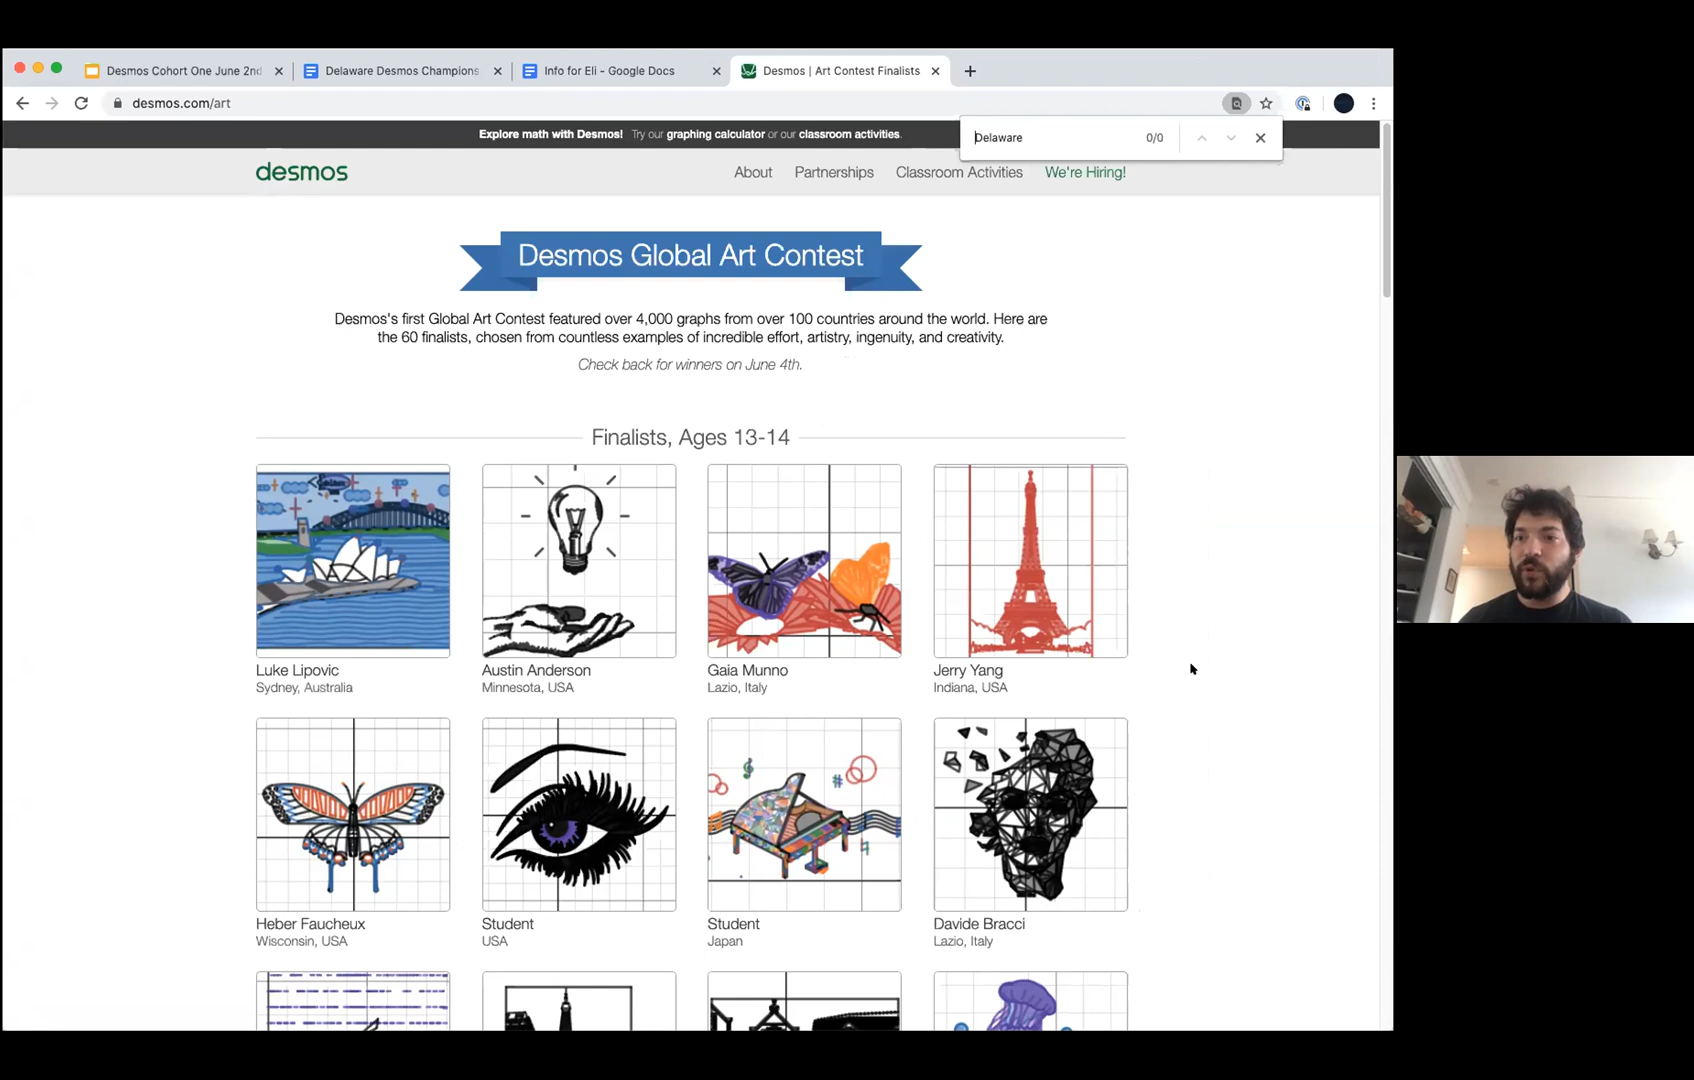 Desmos Cohort One June 2nd
Delaware Desmos Champions
Info for Eli - Google Docs
Desmos | Art Contest Finalists
desmos.com/art
Delaware 0/0
Explore math with Desmos! Try our graphing calculator or our classroom activities.
desmos
About
Partnerships
Classroom Activities
We're Hiring!
Desmos Global Art Contest
Desmos's first Global Art Contest featured over 4,000 graphs from over 100 countries around the world. Here are
the 60 finalists, chosen from countless examples of incredible effort, artistry, ingenuity, and creativity.
Check back for winners on June 4th.
Finalists, Ages 13-14
Luke Lipovic
Sydney, Australia
Austin Anderson
Minnesota, USA
Gaia Munno
Lazio, Italy
Jerry Yang
Indiana, USA
Heber Faucheux
Wisconsin, USA
Student
USA
Student
Japan
Davide Bracci
Lazio, Italy